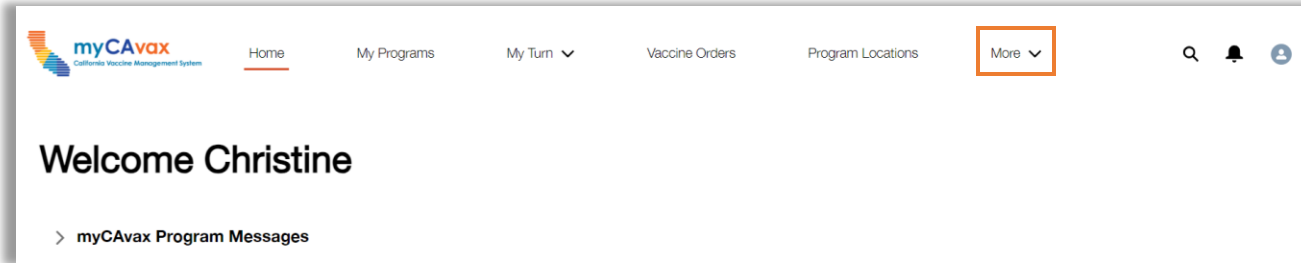 myCAvax
California Vaccine Management System
Home My Programs My Turn Vaccine Orders Program Locations More
Welcome Christine
myCAvax Program Messages